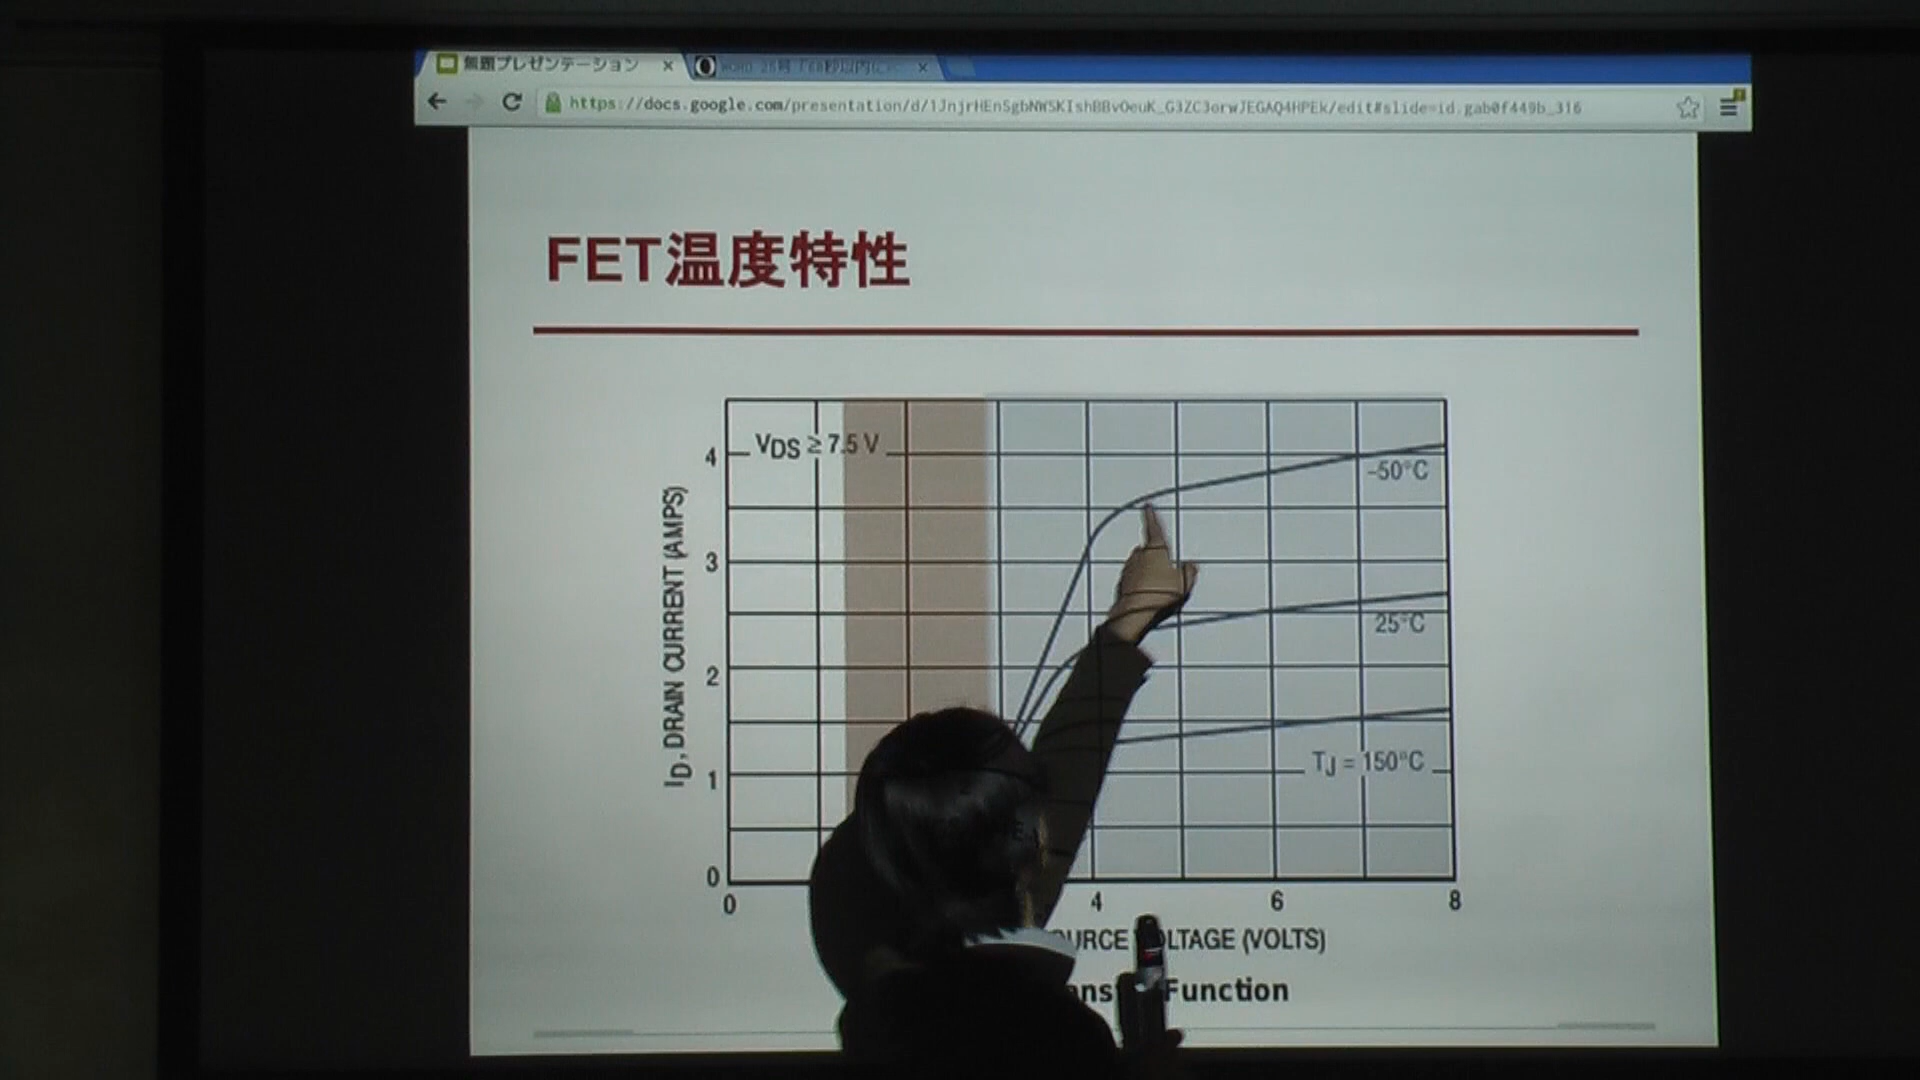 無題プレゼンテーション
https://docs.google.com/presentation/d/1JnjrHEnSgbNWSKIshBBvOeuK_G3ZC3orwJEGAQ4HPEk/edit#slide=id.gab0f449b_316
FET温度特性
VDS ≥ 7.5 V
4
3
2
1
0
ID, DRAIN CURRENT (AMPS)
-50°C
25°C
TJ = 150°C
0
4
6
8
VOLTAGE (VOLTS)
Function